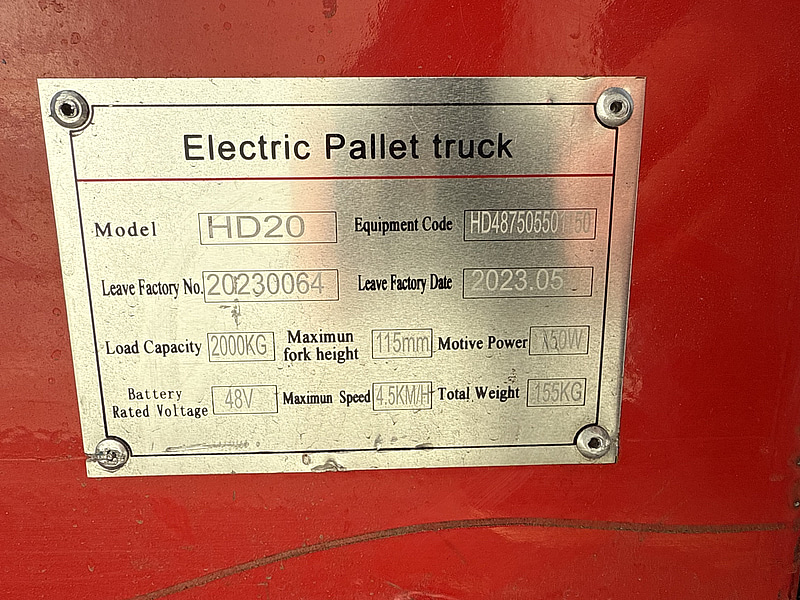 Electric Pallet truck
Model HD20 Equipment Code
Leave Factory No. 20230064 Leave Factory Date 2023.05
Load Capacity 2000KG Maximun fork height 115mm Motive Power
Battery Rated Voltage 48V Maximun Speed 4.5KM/H Total Weight 155KG